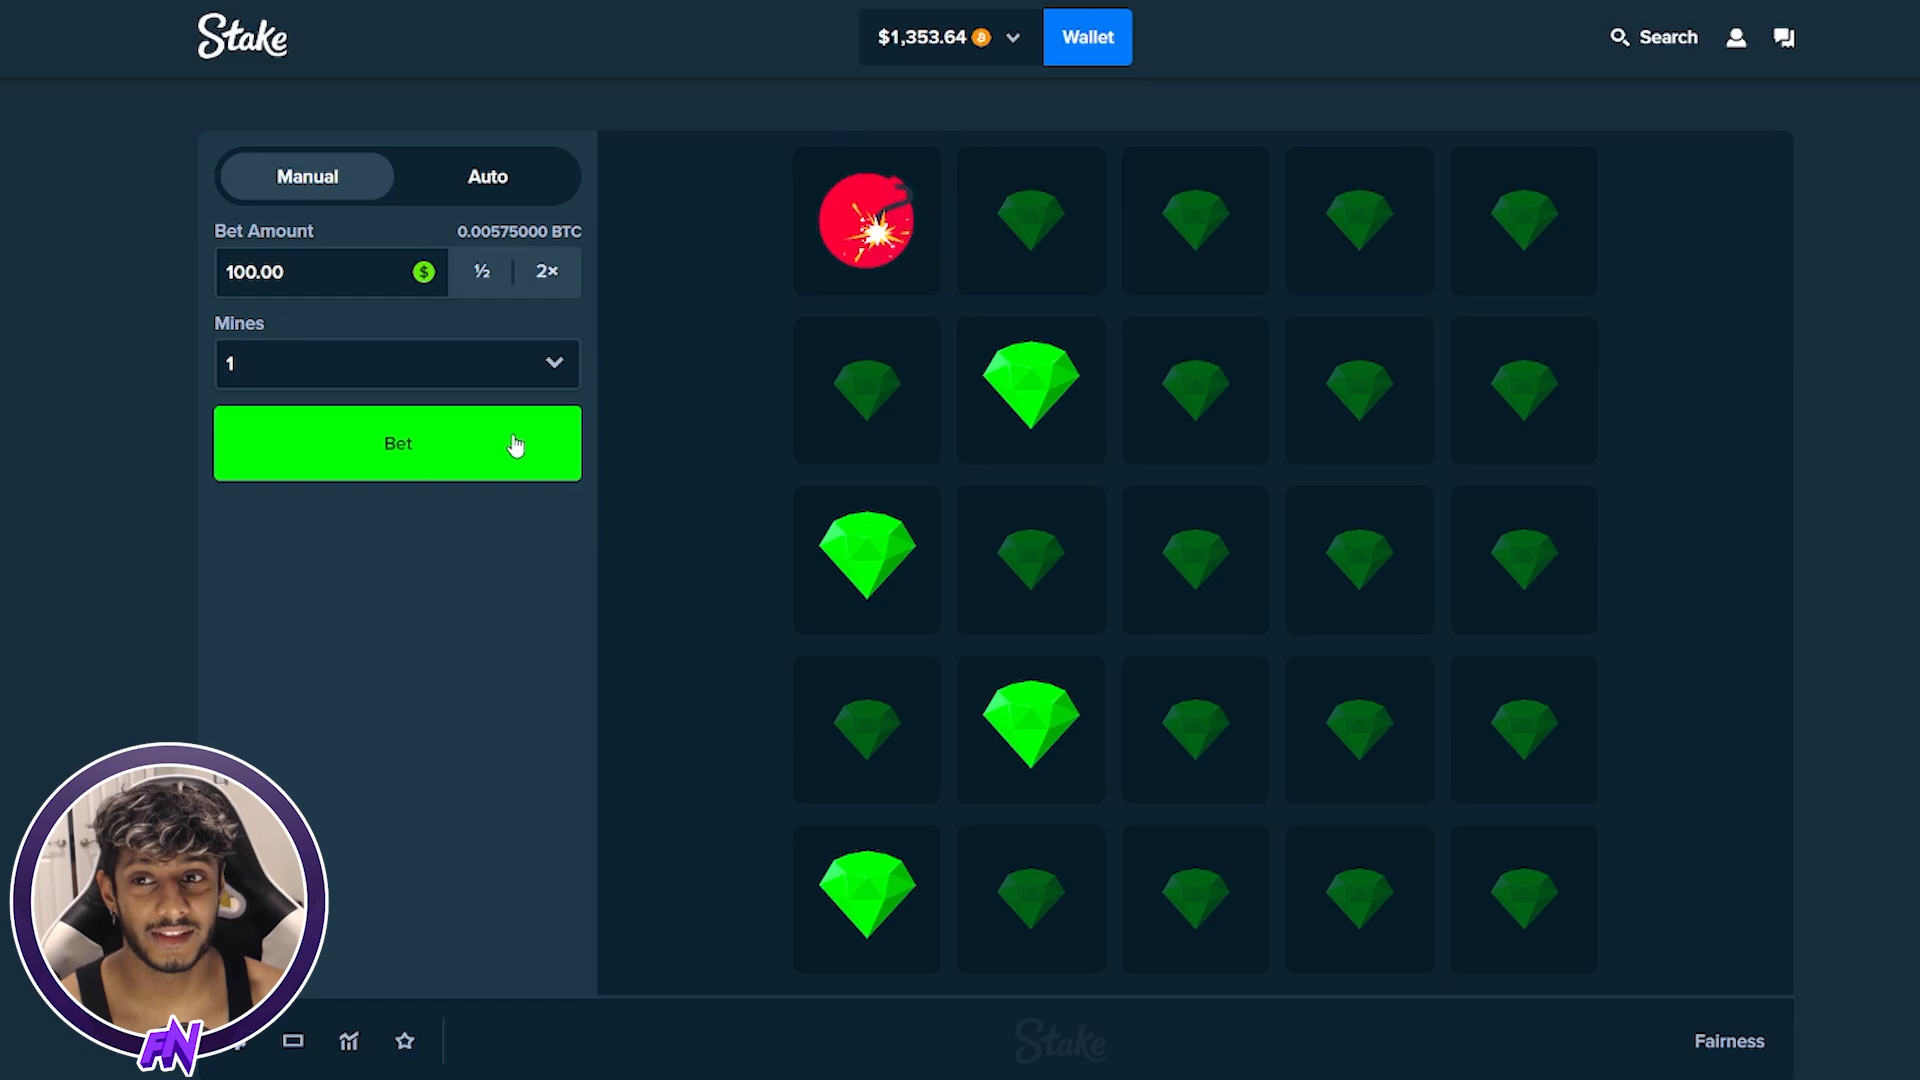 Stake
$1,353.64
Wallet
Search
Manual
Auto
Bet Amount
0.00575000 BTC
100.00
$
½
2×
Mines
1
Bet
FN
Stake
Fairness